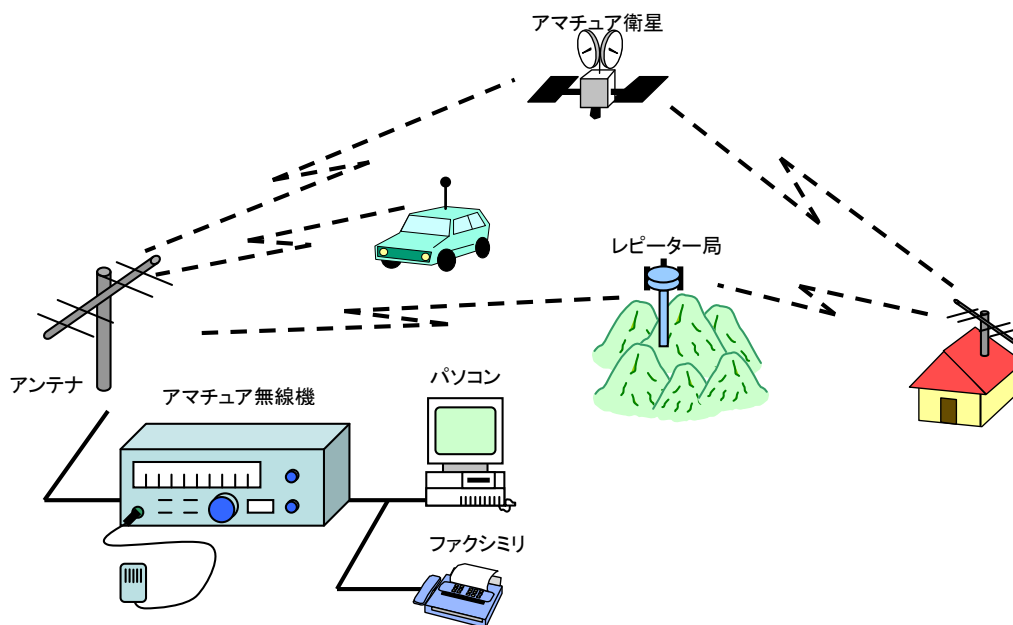 アマチュア衛星
レピーター局
アンテナ
アマチュア無線機
パソコン
ファクシミリ